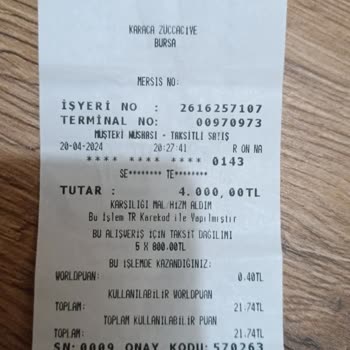 KARACA ZÜCCACİYE
BURSA
MERSIS NO:
İŞYERİ NO : 2616257107
TERMİNAL NO: 00970973
MÜŞTERİ NÜSHASI - TAKSİTLİ SATIŞ
20-04-2024 20:27:41 R ON NA
**** **** **** 0143
SE******** TE********
TUTAR : 4.000,00TL
KARŞILIĞI MAL/HİZM ALDIM
Bu İşlem TR Karekod ile Yapılmıştır
BU ALIŞVERİŞ İÇİN TAKSİT DAĞILIMI
5 X 800.00TL
BU İŞLEMDE KAZANDIĞINIZ:
WORLDPUAN: 0.40TL
KULLANILABİLİR WORLDPUAN
TOPLAM: 21.74TL
TOPLAM KULLANILABİLİR PUAN
TOPLAM: 21.74TL
SN: 0009 ONAY KODU: 570263